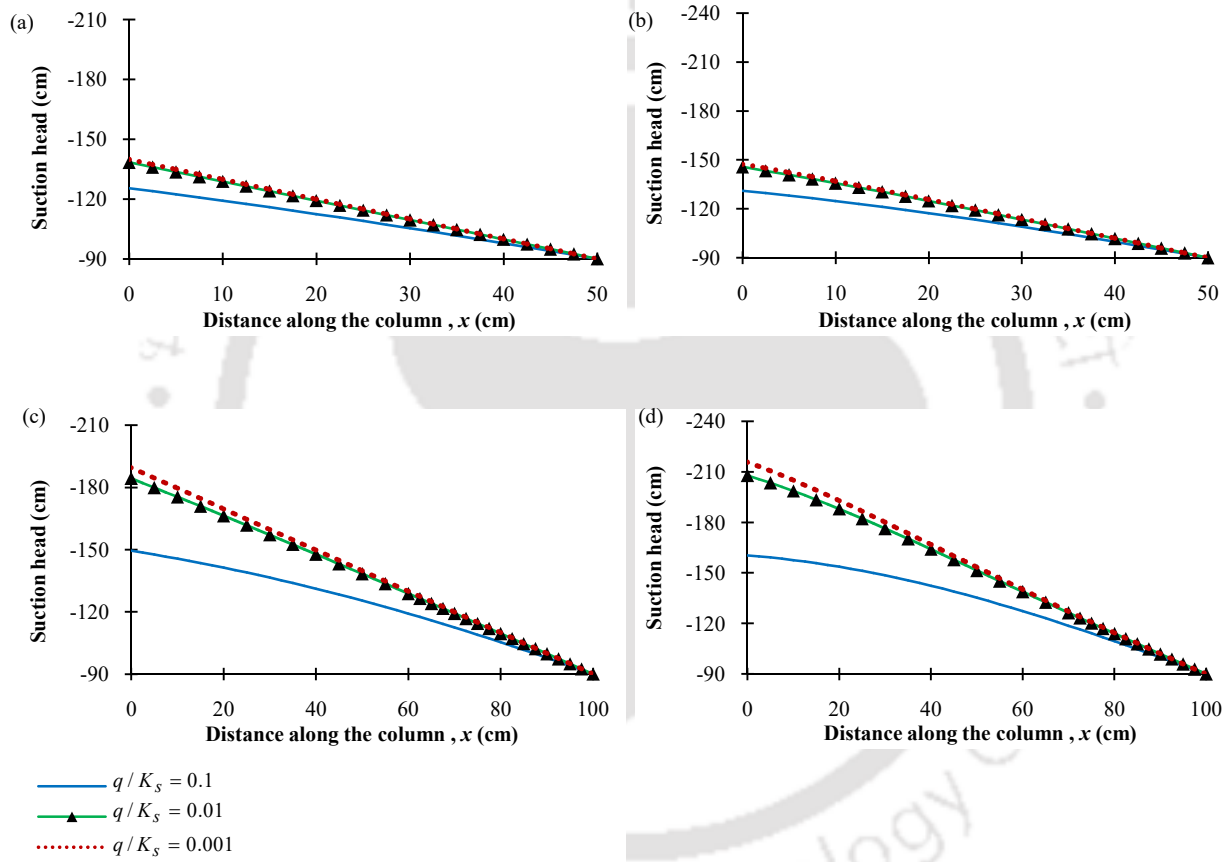 (a)
-210
-180
-150
-120
-90
Suction head (cm)
0 10 20 30 40 50
Distance along the column , x (cm)
(b)
-240
-210
-180
-150
-120
-90
Suction head (cm)
0 10 20 30 40 50
Distance along the column , x (cm)
(c)
-210
-180
-150
-120
-90
Suction head (cm)
0 20 40 60 80 100
Distance along the column , x (cm)
(d)
-240
-210
-180
-150
-120
-90
Suction head (cm)
0 20 40 60 80 100
Distance along the column , x (cm)
q / K_s = 0.1
q / K_s = 0.01
q / K_s = 0.001